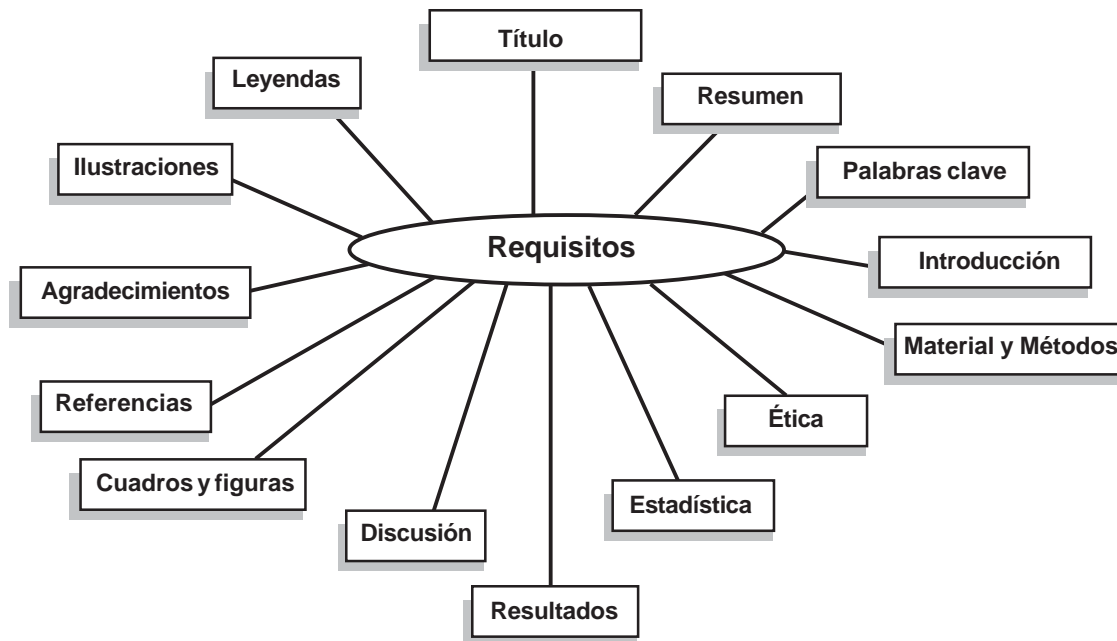 Título
Leyendas
Resumen
Ilustraciones
Palabras clave
Requisitos
Introducción
Agradecimientos
Material y Métodos
Referencias
Ética
Cuadros y figuras
Estadística
Discusión
Resultados